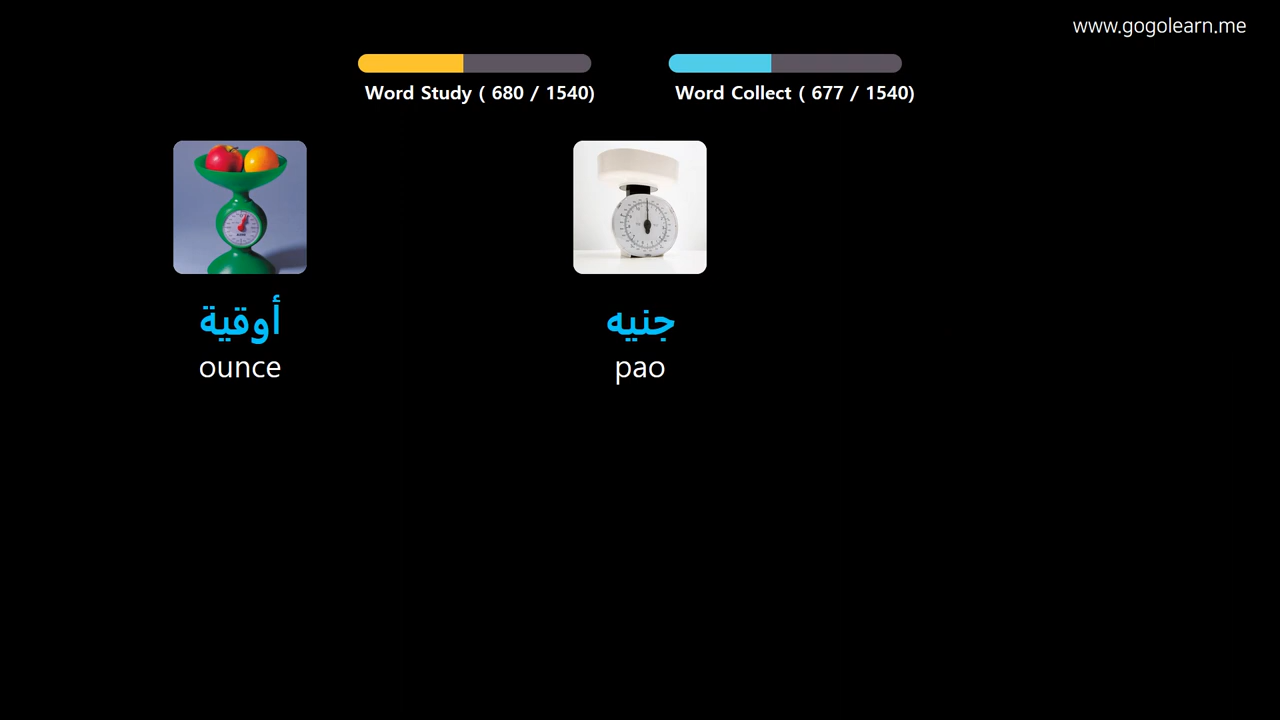 www.gogolearn.me
Word Study ( 680 / 1540)
Word Collect ( 677 / 1540)
أوقية
ounce
جنيه
pao